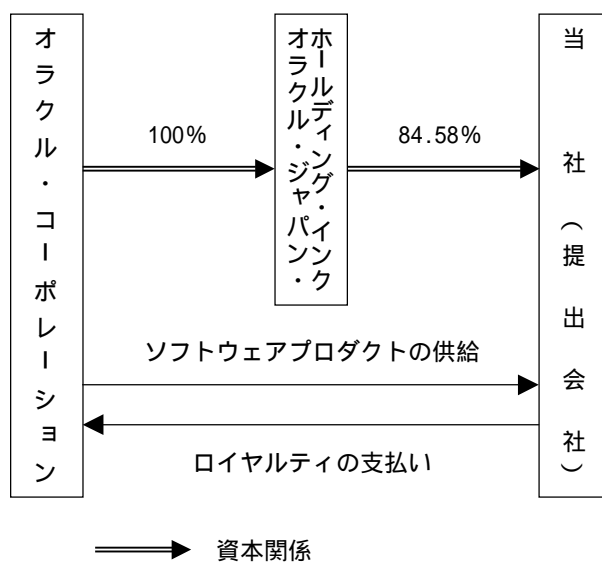 オラクル・コーポレーション
100%
オラクル・ジャパン・
ホールディング・インク
84.58%
当社(提出会社)
ソフトウェアプロダクトの供給
ロイヤルティの支払い
資本関係